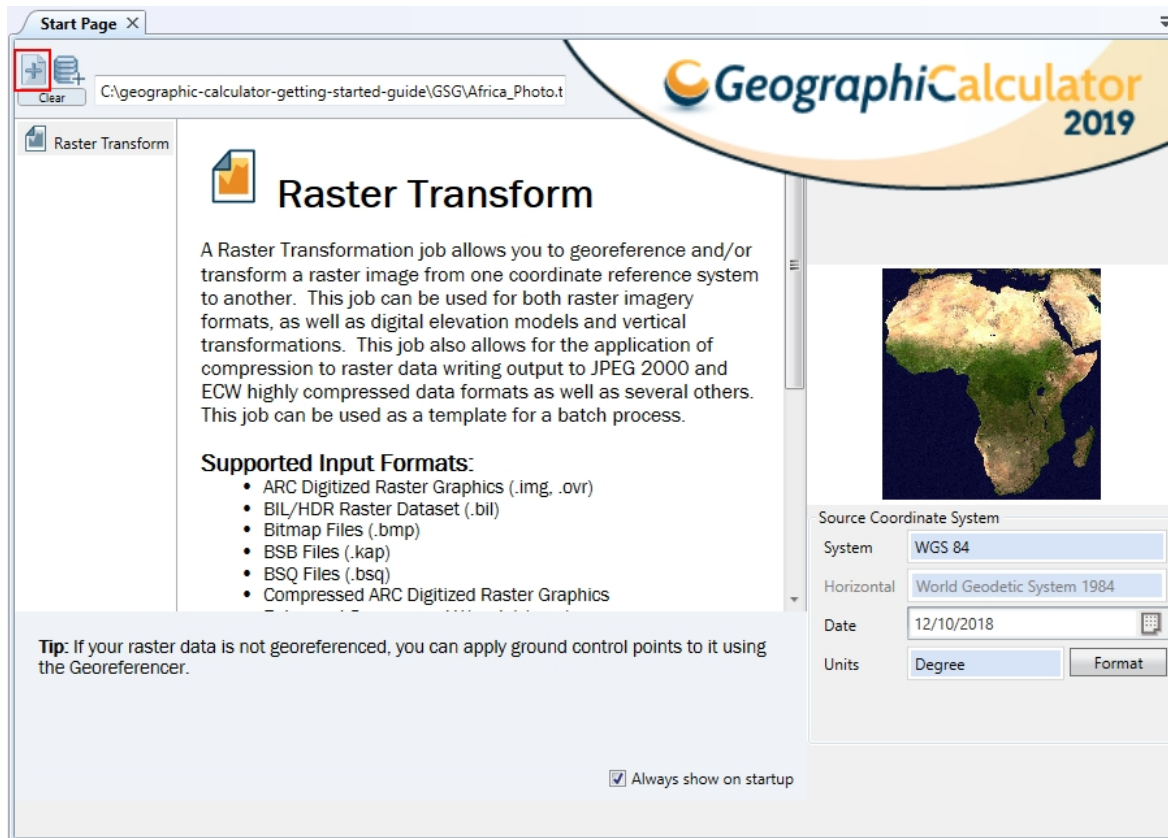 Start Page
GeographiCalculator
2019
Clear
C:\geographic-calculator-getting-started-guide\GSG\Africa_Photo.t
Raster Transform
Raster Transform
A Raster Transformation job allows you to georeference and/or
transform a raster image from one coordinate reference system
to another. This job can be used for both raster imagery
formats, as well as digital elevation models and vertical
transformations. This job also allows for the application of
compression to raster data writing output to JPEG 2000 and
ECW highly compressed data formats as well as several others.
This job can be used as a template for a batch process.
Supported Input Formats:
• ARC Digitized Raster Graphics (.img, .ovr)
• BIL/HDR Raster Dataset (.bil)
• Bitmap Files (.bmp)
• BSB Files (.kap)
• BSQ Files (.bsq)
• Compressed ARC Digitized Raster Graphics
Tip: If your raster data is not georeferenced, you can apply ground control points to it using
the Georeferencer.
Always show on startup
Source Coordinate System
System WGS 84
Horizontal World Geodetic System 1984
Date 12/10/2018
Units Degree Format